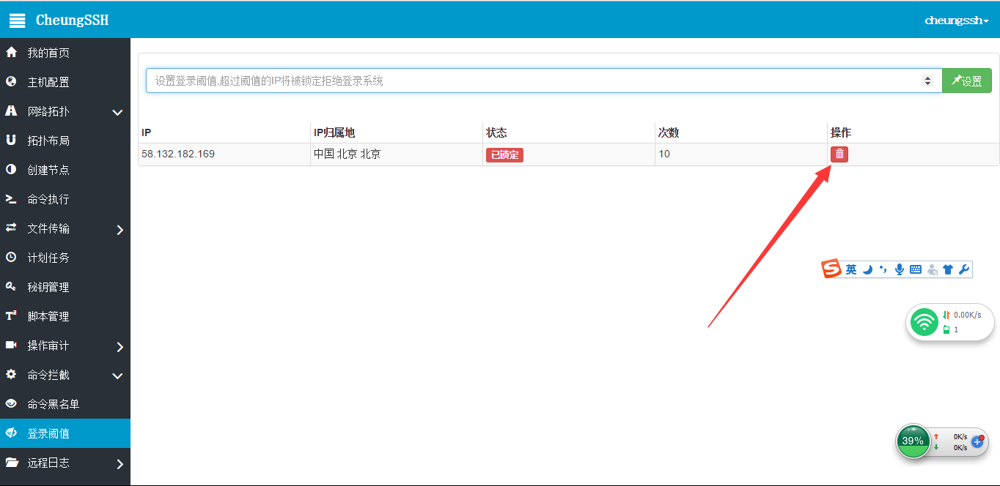 CheungSSH
cheungssh
我的首页
主机配置
网络拓扑
拓扑布局
创建节点
命令执行
文件传输
计划任务
秘钥管理
脚本管理
操作审计
命令拦截
命令黑名单
登录阈值
远程日志
设置登录阈值,超过阈值的IP将被锁定拒绝登录系统
设置
IP IP归属地 状态 次数 操作
58.132.182.169 中国 北京 北京 已锁定 10
英
0.00K/s
1
39%
0K/s
0K/s